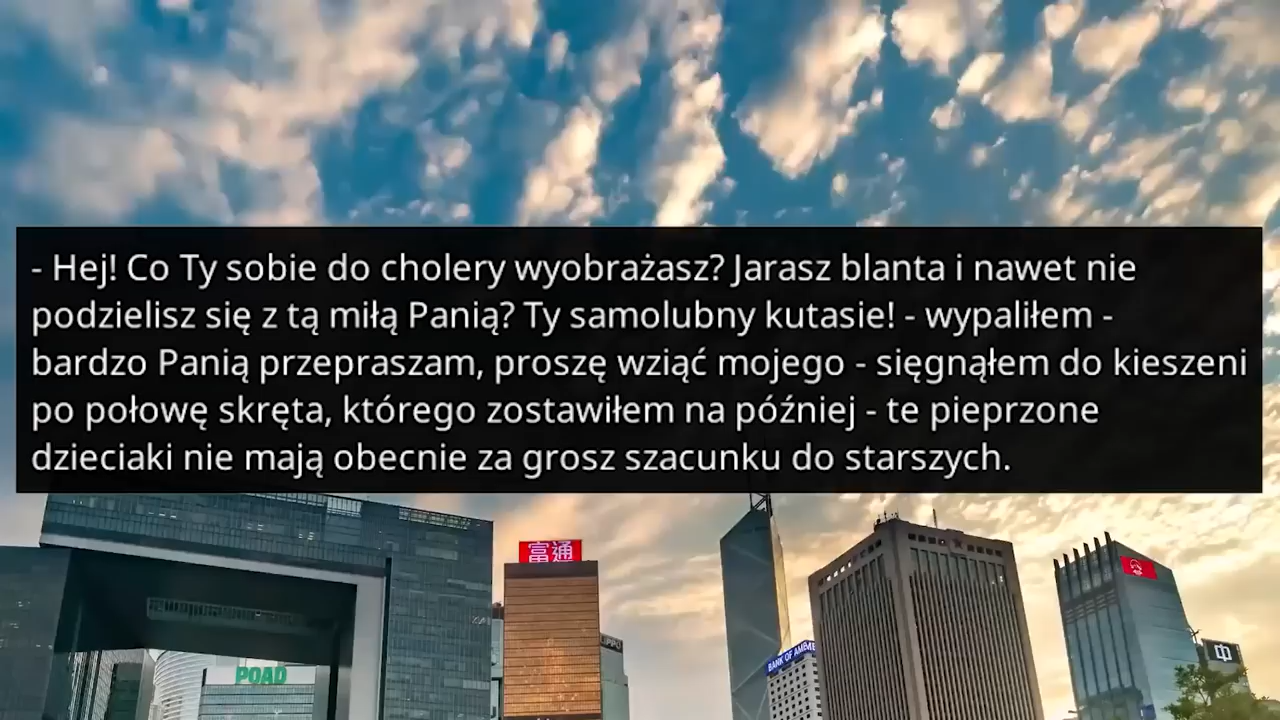 - Hej! Co Ty sobie do cholery wyobrażasz? Jarasz blanta i nawet nie
podzielisz się z tą miłą Panią? Ty samolubny kutasie! - wypaliłem -
bardzo Panią przepraszam, proszę wziąć mojego - sięgnąłem do kieszeni
po połowę skręta, którego zostawiłem na później - te pieprzone
dzieciaki nie mają obecnie za grosz szacunku do starszych.
富通
LIPPO
BANK OF AMERI
POAD